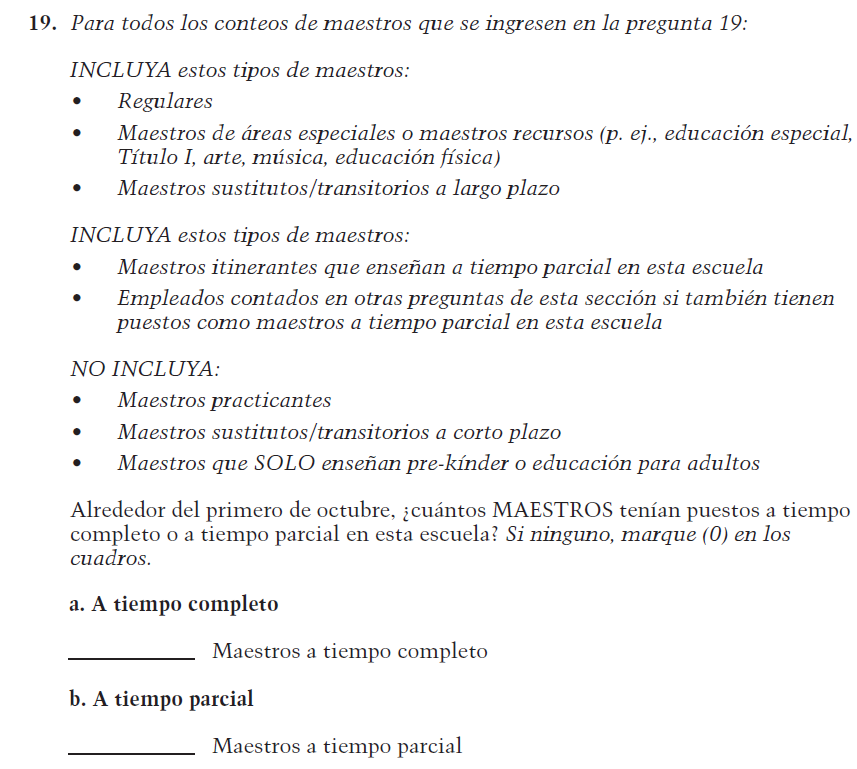 19. Para todos los conteos de maestros que se ingresen en la pregunta 19:
INCLUYA estos tipos de maestros:
• Regulares
• Maestros de áreas especiales o maestros recursos (p. ej., educación especial,
Título I, arte, música, educación física)
• Maestros sustitutos/transitorios a largo plazo
INCLUYA estos tipos de maestros:
• Maestros itinerantes que enseñan a tiempo parcial en esta escuela
• Empleados contados en otras preguntas de esta sección si también tienen
puestos como maestros a tiempo parcial en esta escuela
NO INCLUYA:
• Maestros practicantes
• Maestros sustitutos/transitorios a corto plazo
• Maestros que SOLO enseñan pre-kínder o educación para adultos
Alrededor del primero de octubre, ¿cuántos MAESTROS tenían puestos a tiempo
completo o a tiempo parcial en esta escuela? Si ninguno, marque (0) en los
cuadros.
a. A tiempo completo
__________ Maestros a tiempo completo
b. A tiempo parcial
__________ Maestros a tiempo parcial